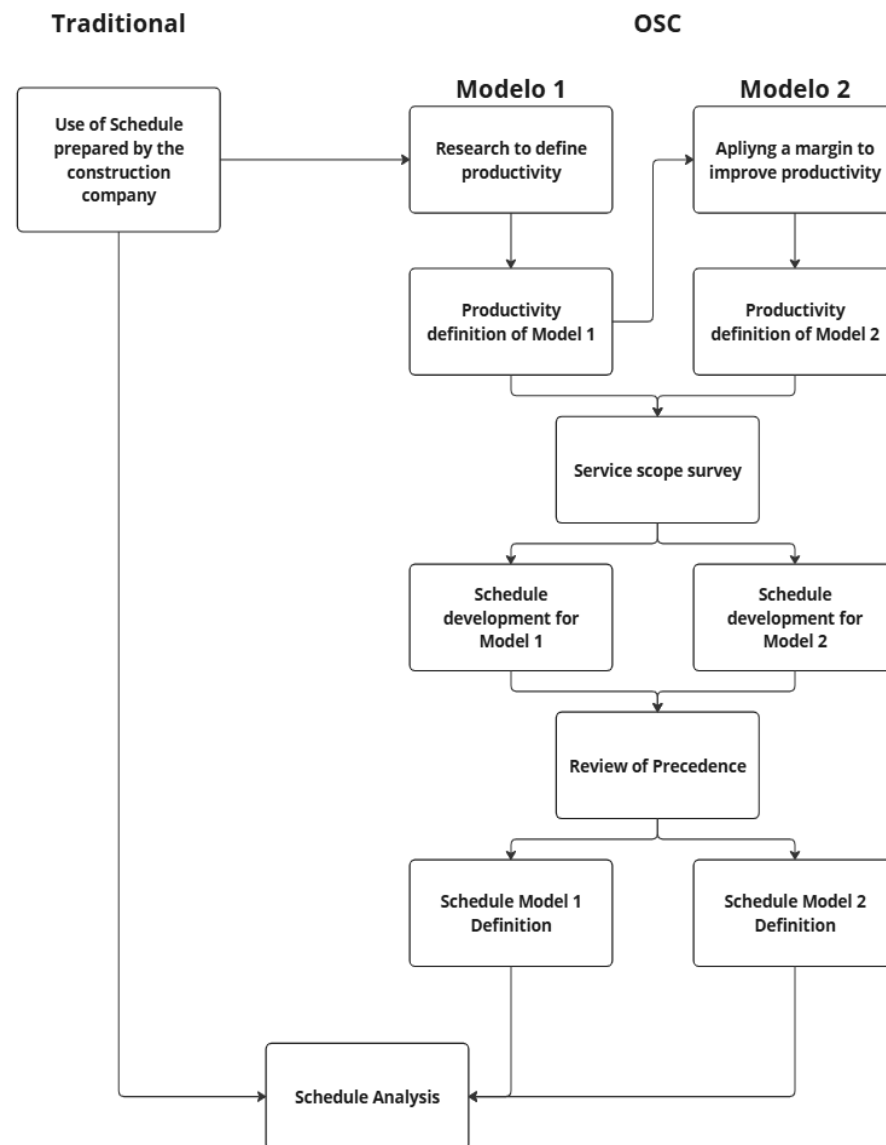 Traditional
OSC
Modelo 1
Modelo 2
Use of Schedule
prepared by the
construction
company
Research to define
productivity
Apliyng a margin to
improve productivity
Productivity
definition of Model 1
Productivity
definition of Model 2
Service scope survey
Schedule
development for
Model 1
Schedule
development for
Model 2
Review of Precedence
Schedule Model 1
Definition
Schedule Model 2
Definition
Schedule Analysis